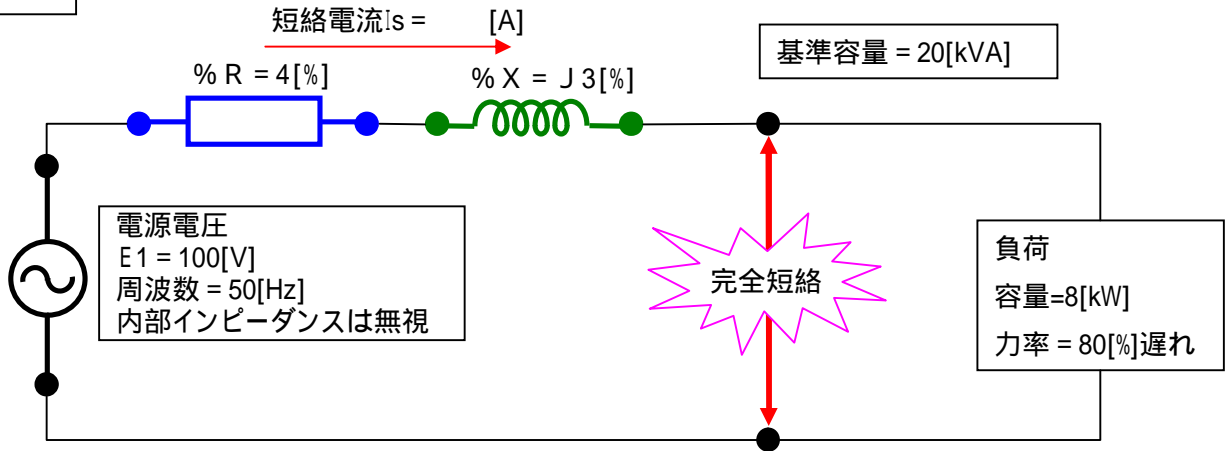 短絡電流Is = [A]
基準容量 = 20[kVA]
% R = 4[%]
% X = J 3[%]
電源電圧
E1 = 100[V]
周波数 = 50[Hz]
内部インピーダンスは無視
完全短絡
負荷
容量=8[kW]
力率 = 80[%]遅れ